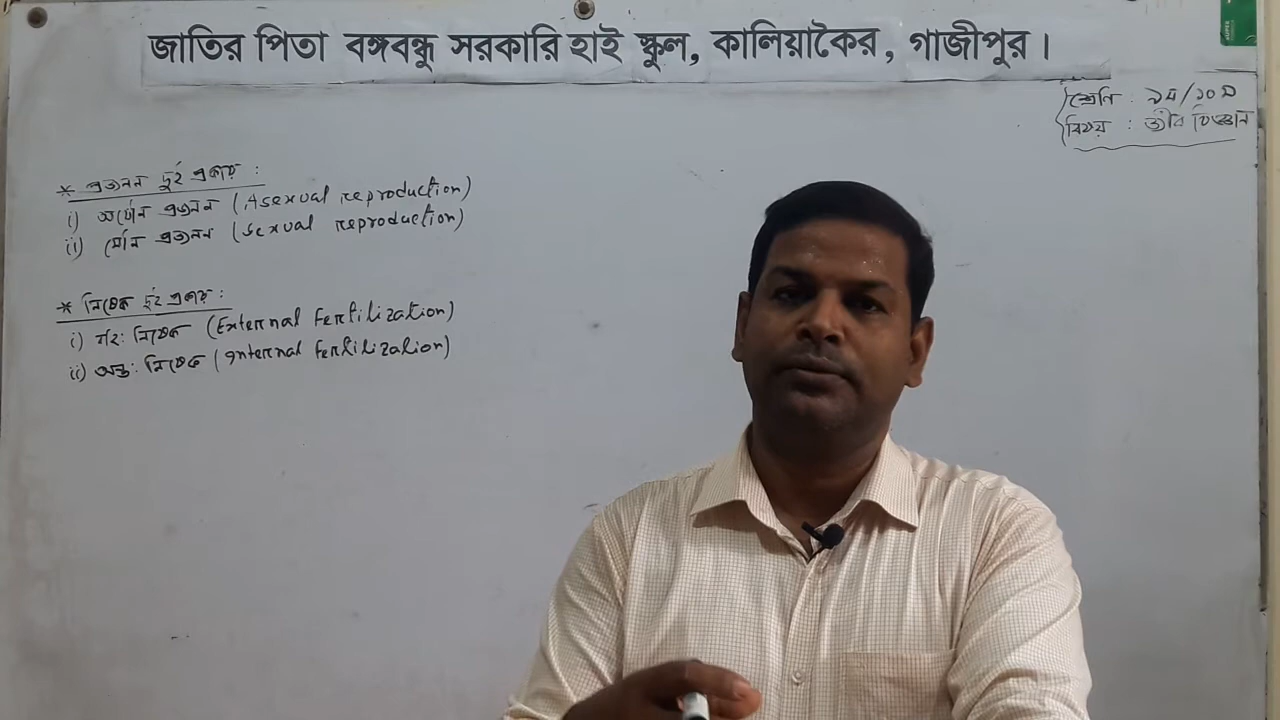 জাতির পিতা বঙ্গবন্ধু সরকারি হাই স্কুল, কালিয়াকৈর, গাজীপুর।
শ্রেণি : ৯ম/১০ম
বিষয় : জীব বিজ্ঞান
* প্রজনন দুই প্রকার :
i) অযৌন প্রজনন (Asexual reproduction)
ii) যৌন প্রজনন (Sexual reproduction)
* নিষেক দুই প্রকার :
i) বহি: নিষেক (External Fertilization)
ii) অন্ত: নিষেক (Internal Fertilization)